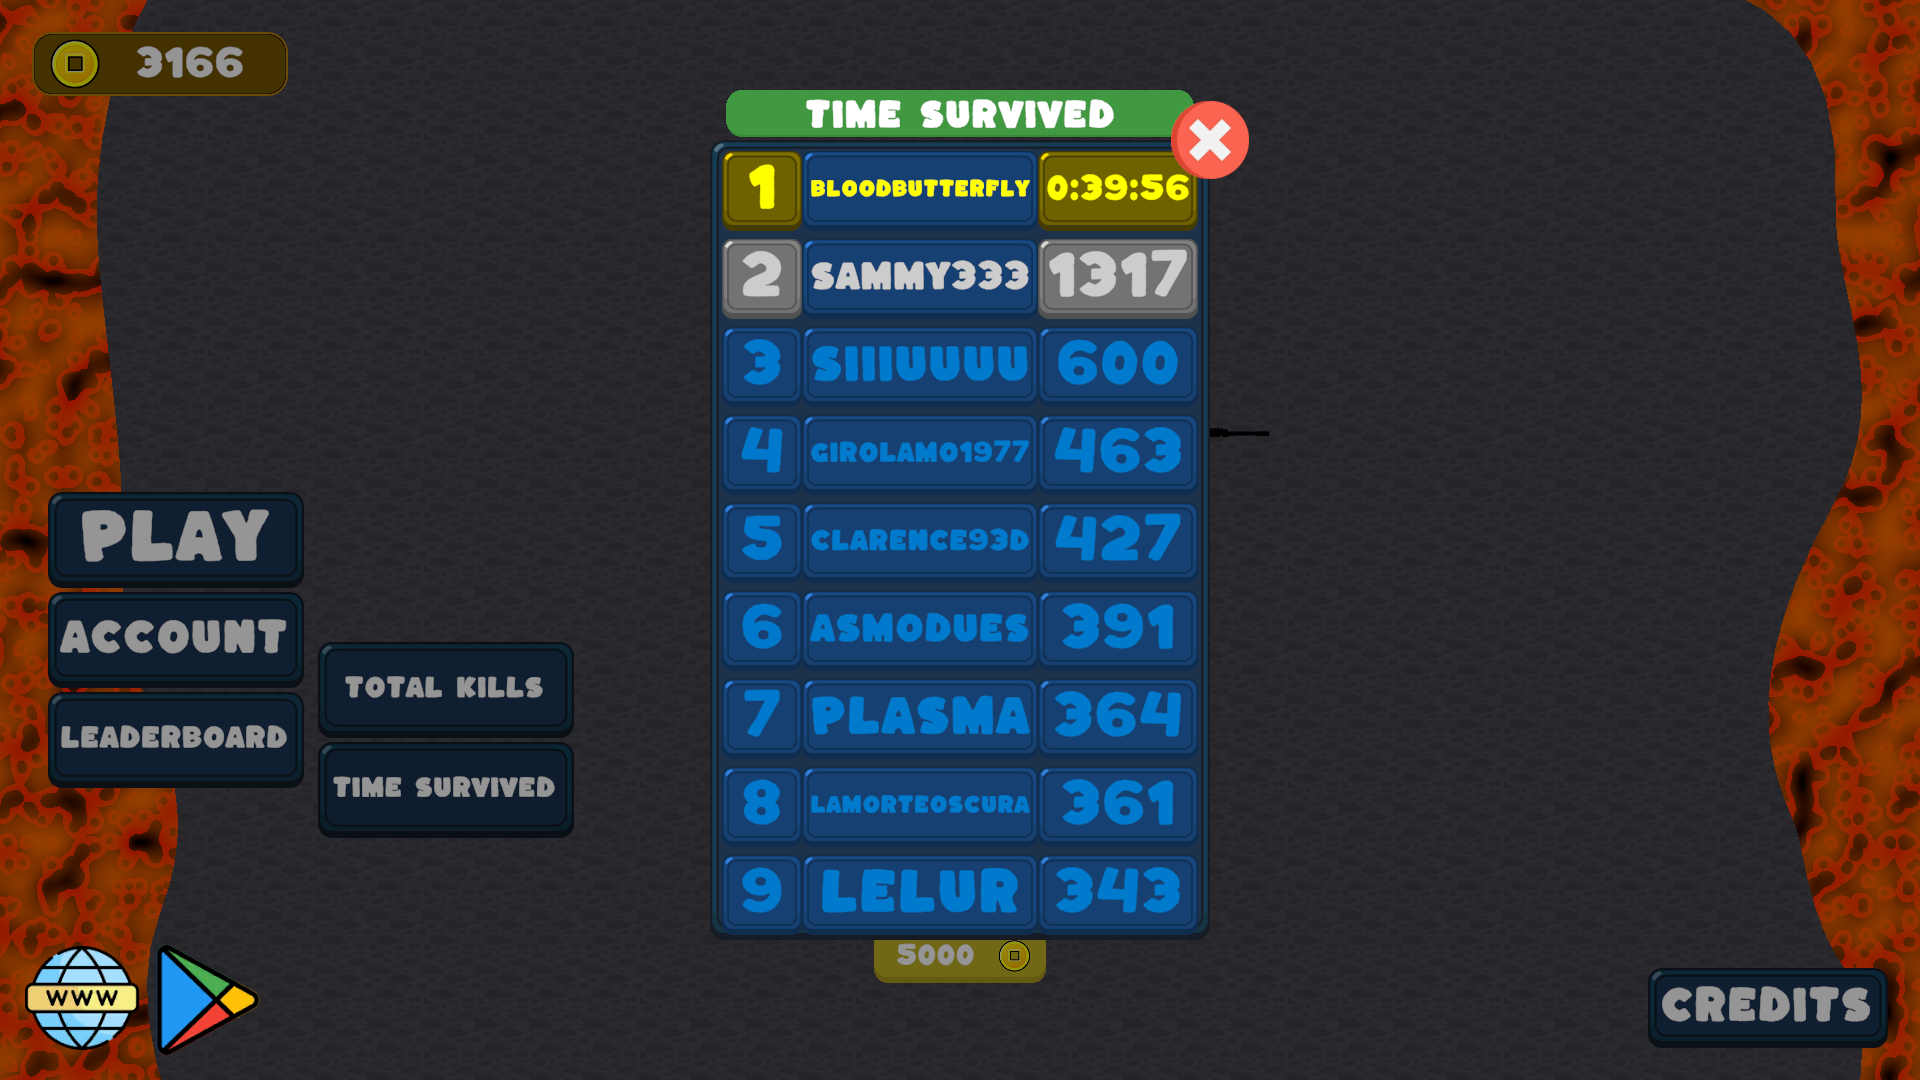 3166
TIME SURVIVED
1 BLOODBUTTERFLY 0:39:56
2 SAMMY333 1317
3 SIIIUUUU 600
4 GIROLAMO1977 463
5 CLARENCE93D 427
6 ASMODUES 391
7 PLASMA 364
8 LAMORTEOSCURA 361
9 LELUR 343
5000
PLAY
ACCOUNT
LEADERBOARD
TOTAL KILLS
TIME SURVIVED
WWW
CREDITS